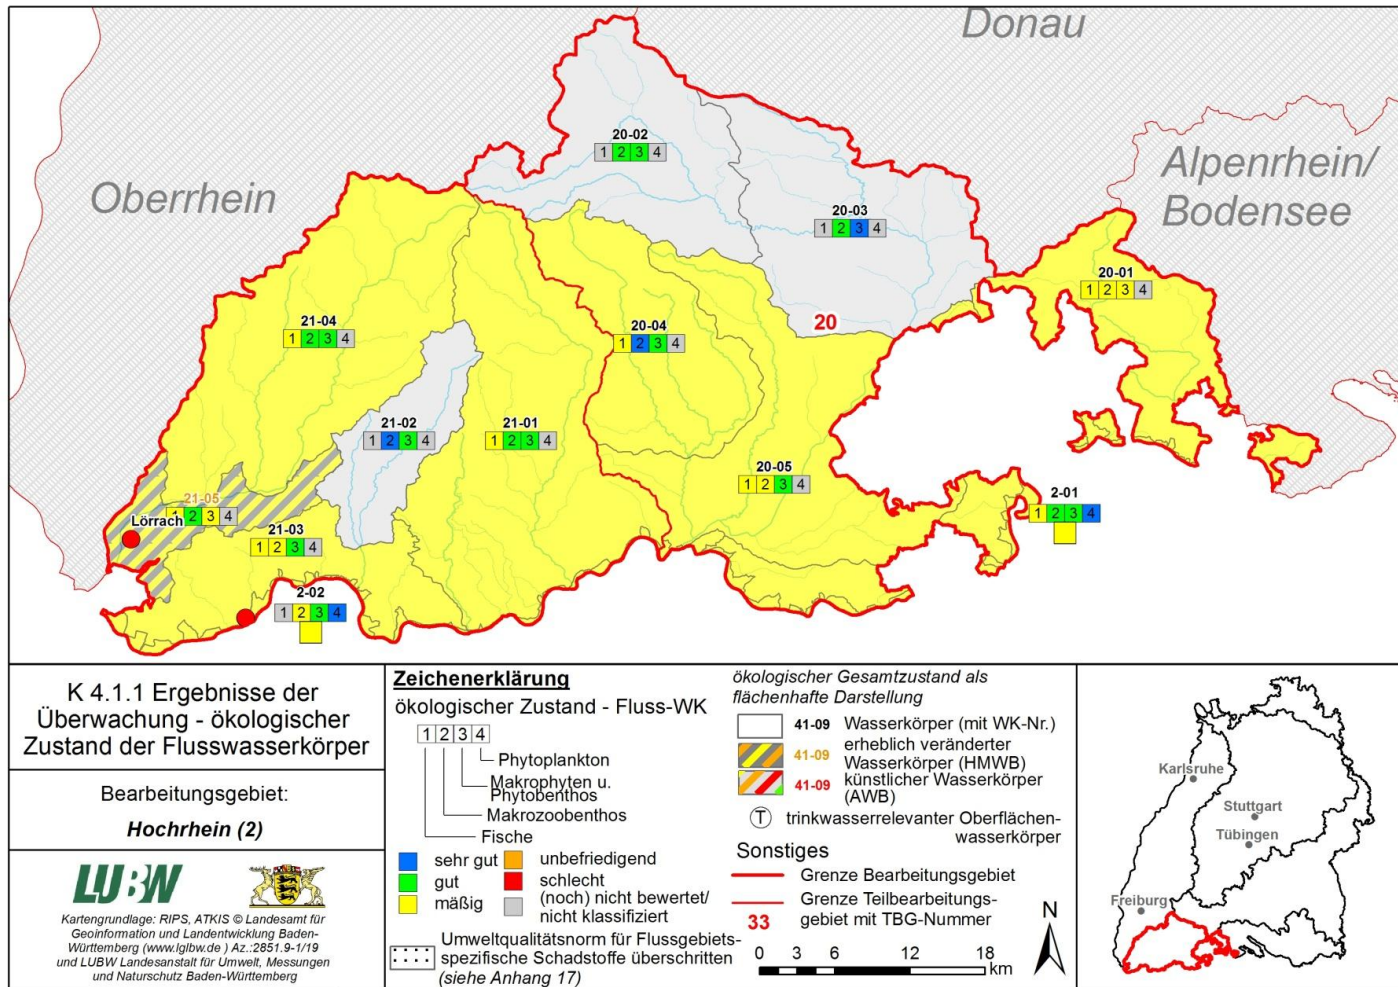 Donau
Oberrhein
Alpenrhein/
Bodensee
20-02
1 2 3 4
20-03
1 2 3 4
20-01
1 2 3 4
20
21-04
1 2 3 4
20-04
1 2 3 4
21-02
1 2 3 4
21-01
1 2 3 4
20-05
1 2 3 4
2-01
1 2 3 4
21-05
1 2 3 4
Lörrach
21-03
1 2 3 4
2-02
1 2 3 4
K 4.1.1 Ergebnisse der
Überwachung - ökologischer
Zustand der Flusswasserkörper
Bearbeitungsgebiet:
Hochrhein (2)
LUBW
Kartengrundlage: RIPS, ATKIS © Landesamt für
Geoinformation und Landentwicklung Baden-
Württemberg (www.lglbw.de ) Az.:2851.9-1/19
und LUBW Landesanstalt für Umwelt, Messungen
und Naturschutz Baden-Württemberg
Zeichenerklärung
ökologischer Zustand - Fluss-WK
1 2 3 4
Phytoplankton
Makrophyten u.
Phytobenthos
Makrozoobenthos
Fische
sehr gut
gut
mäßig
unbefriedigend
schlecht
(noch) nicht bewertet/
nicht klassifiziert
Umweltqualitätsnorm für Flussgebiets-
spezifische Schadstoffe überschritten
(siehe Anhang 17)
ökologischer Gesamtzustand als
flächenhafte Darstellung
41-09 Wasserkörper (mit WK-Nr.)
41-09 erheblich veränderter
Wasserkörper (HMWB)
41-09 künstlicher Wasserkörper
(AWB)
T trinkwasserrelevanter Oberflächen-
wasserkörper
Sonstiges
Grenze Bearbeitungsgebiet
Grenze Teilbearbeitungs-
33 gebiet mit TBG-Nummer
0 3 6 12 18
km
N
Karlsruhe
Stuttgart
Tübingen
Freiburg